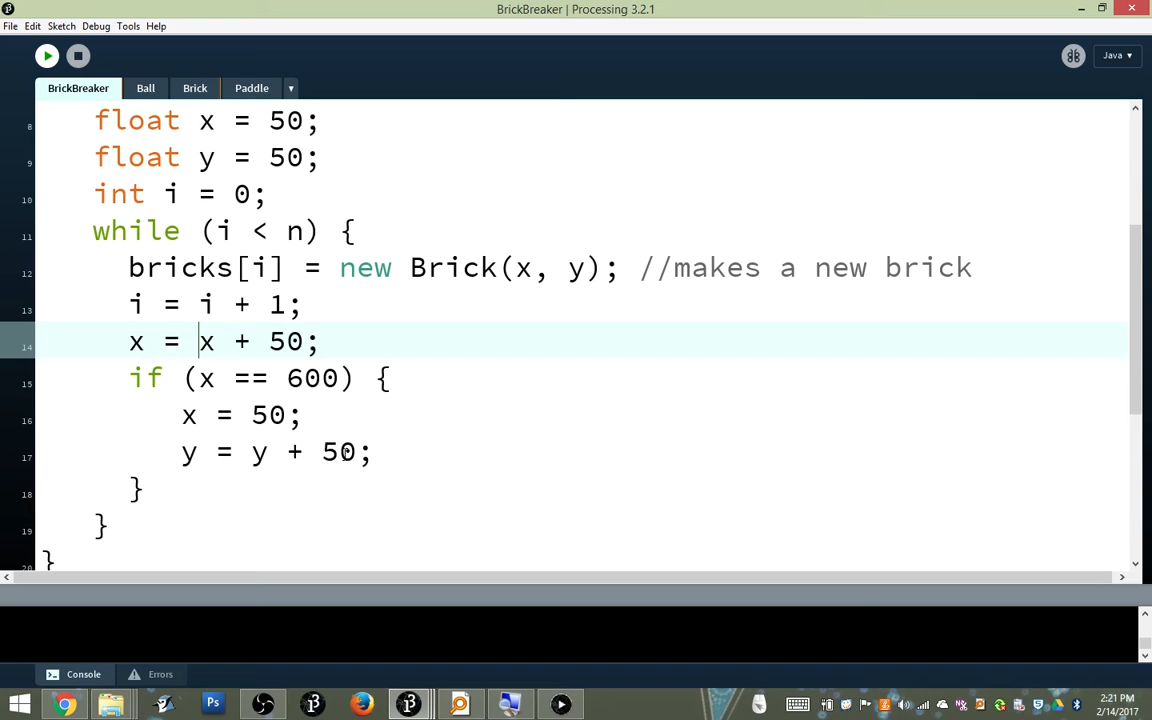 BrickBreaker | Processing 3.2.1
File Edit Sketch Debug Tools Help
Java ▾
BrickBreaker Ball Brick Paddle ▾
8 float x = 50;
9 float y = 50;
10 int i = 0;
11 while (i < n) {
12 bricks[i] = new Brick(x, y); //makes a new brick
13 i = i + 1;
14 x = x + 50;
15 if (x == 600) {
16 x = 50;
17 y = y + 50;
18 }
19 }
20 }
Console Errors
Ps
2:21 PM
2/14/2017